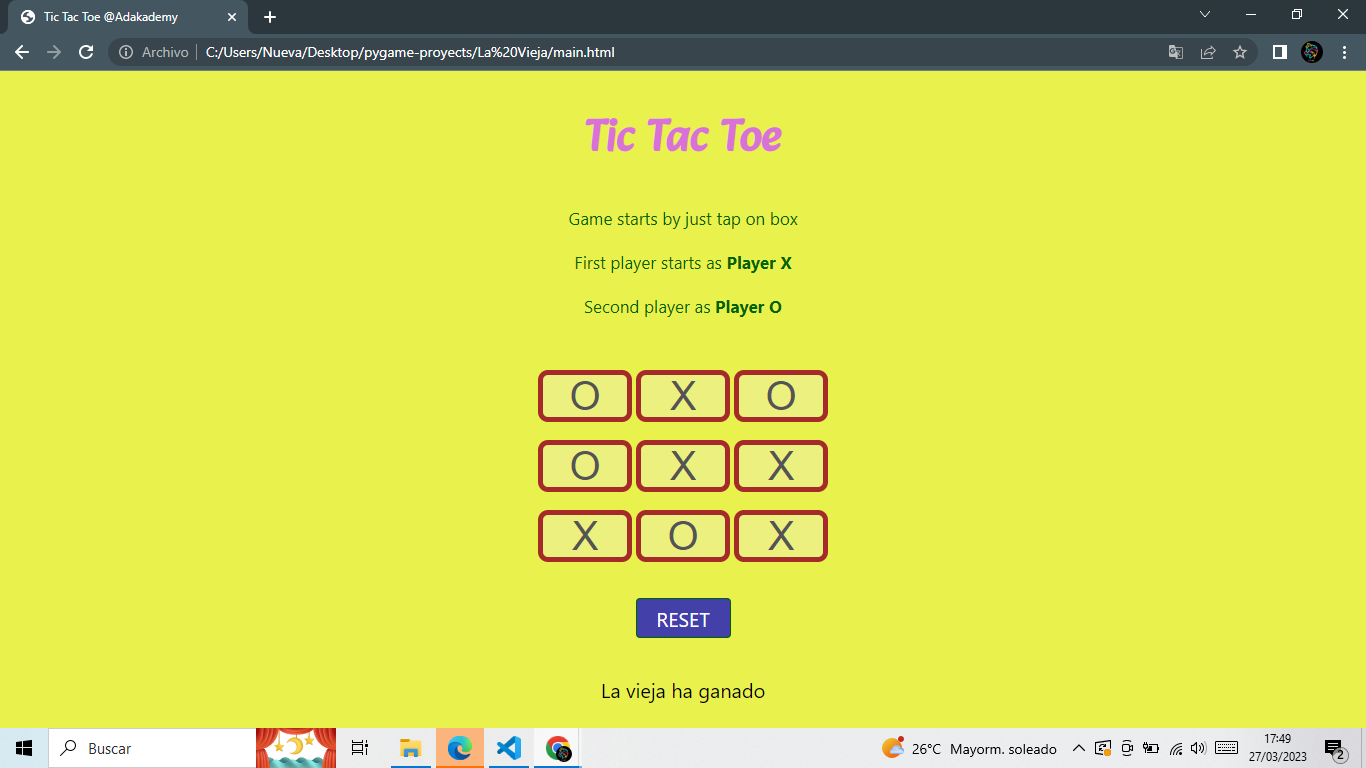 Tic Tac Toe @Adakademy
Archivo C:/Users/Nueva/Desktop/pygame-proyects/La%20Vieja/main.html
Tic Tac Toe
Game starts by just tap on box
First player starts as Player X
Second player as Player O
O X O
O X X
X O X
RESET
La vieja ha ganado
Buscar
26°C Mayorm. soleado
17:49
27/03/2023
2